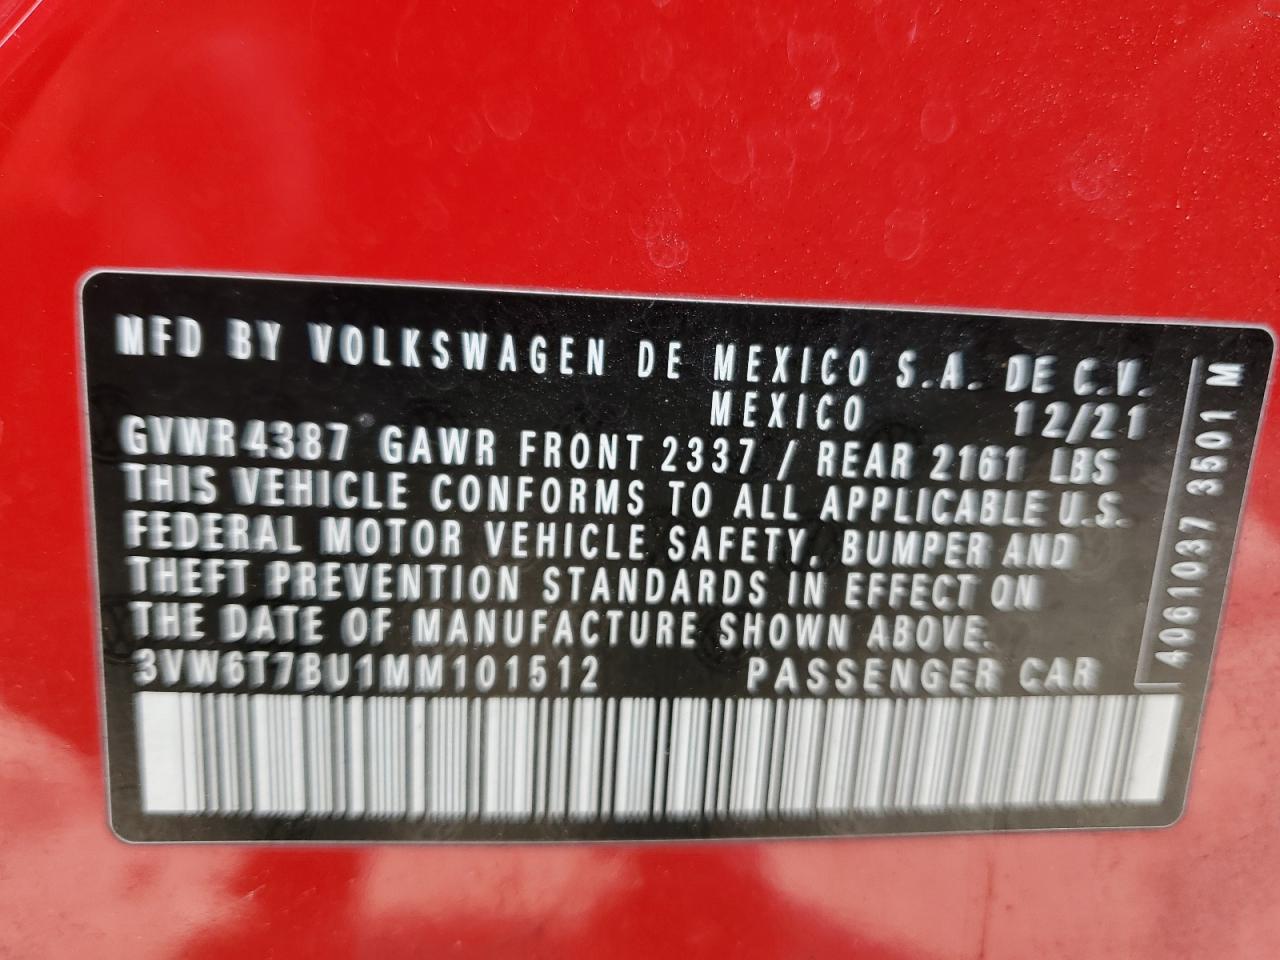 MFD BY VOLKSWAGEN DE MEXICO S.A. DE C.V.
MEXICO 12/21
GVWR 4387 GAWR FRONT 2337 / REAR 2161 LBS
THIS VEHICLE CONFORMS TO ALL APPLICABLE U.S.
FEDERAL MOTOR VEHICLE SAFETY, BUMPER AND
THEFT PREVENTION STANDARDS IN EFFECT ON
THE DATE OF MANUFACTURE SHOWN ABOVE.
3VW6T7BU1MM101512 PASSENGER CAR
4061037 3501 M